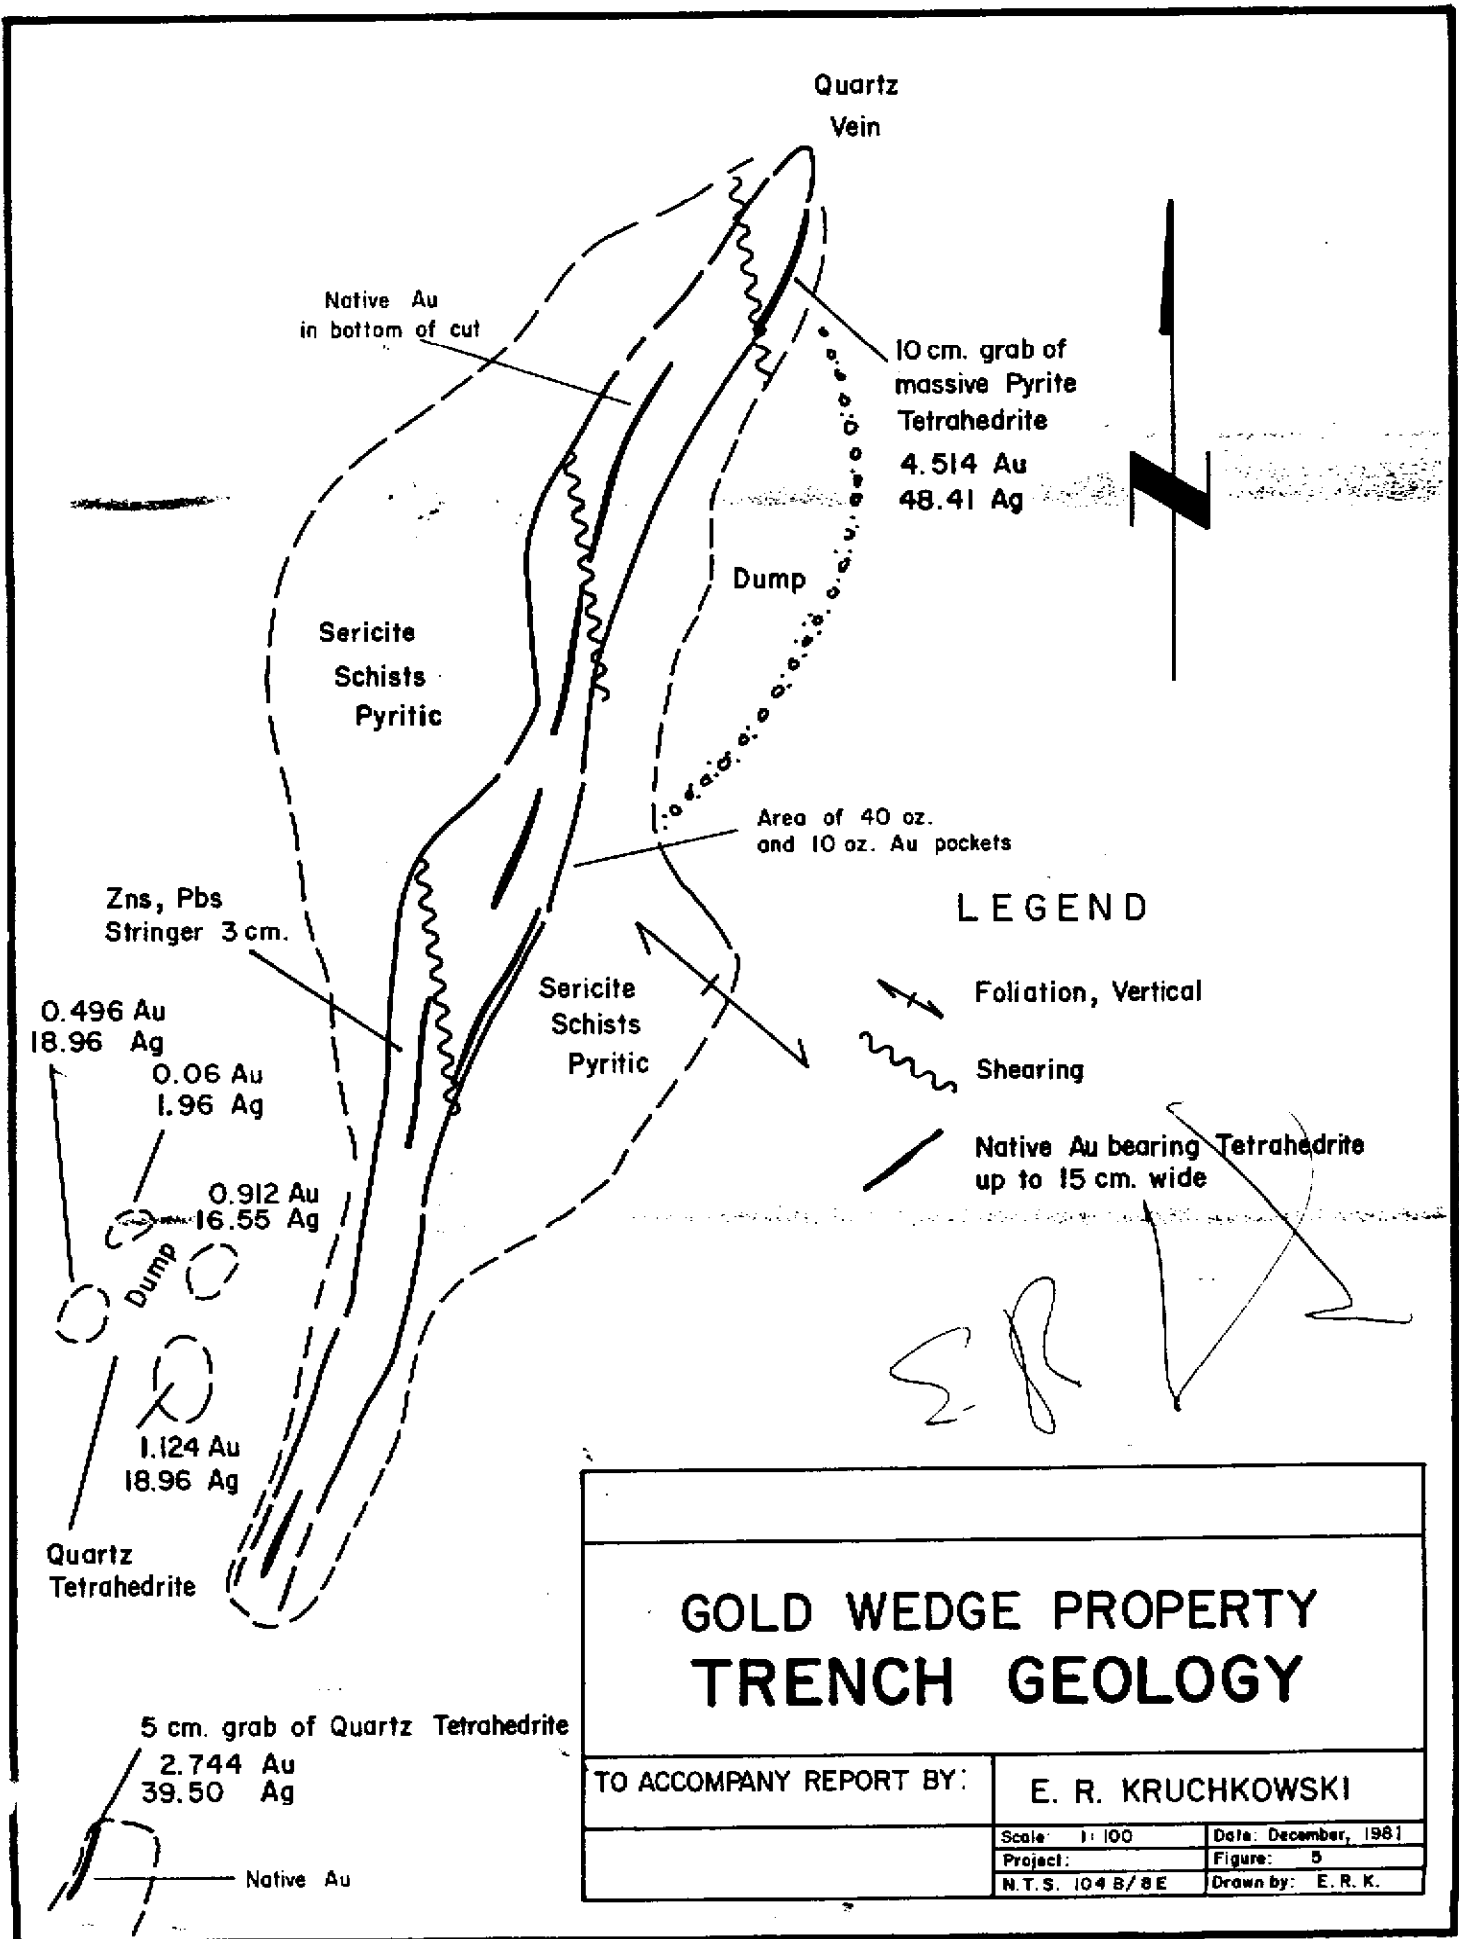 Quartz
Vein
Native Au
in bottom of cut
10 cm. grab of
massive Pyrite
Tetrahedrite
4.514 Au
48.41 Ag
N
Dump
Sericite
Schists
Pyritic
Area of 40 oz.
and 10 oz. Au pockets
Zns, Pbs
Stringer 3 cm.
LEGEND
Foliation, Vertical
Shearing
Native Au bearing Tetrahedrite
up to 15 cm. wide
Sericite
Schists
Pyritic
0.496 Au
18.96 Ag
0.06 Au
1.96 Ag
0.912 Au
16.55 Ag
Dump
1.124 Au
18.96 Ag
Quartz
Tetrahedrite
5 cm. grab of Quartz Tetrahedrite
2.744 Au
39.50 Ag
Native Au
GOLD WEDGE PROPERTY
TRENCH GEOLOGY
TO ACCOMPANY REPORT BY:
E. R. KRUCHKOWSKI
Scale: 1:100
Date: December, 1981
Project:
Figure: 5
N.T.S. 104 B/8E
Drawn by: E. R. K.